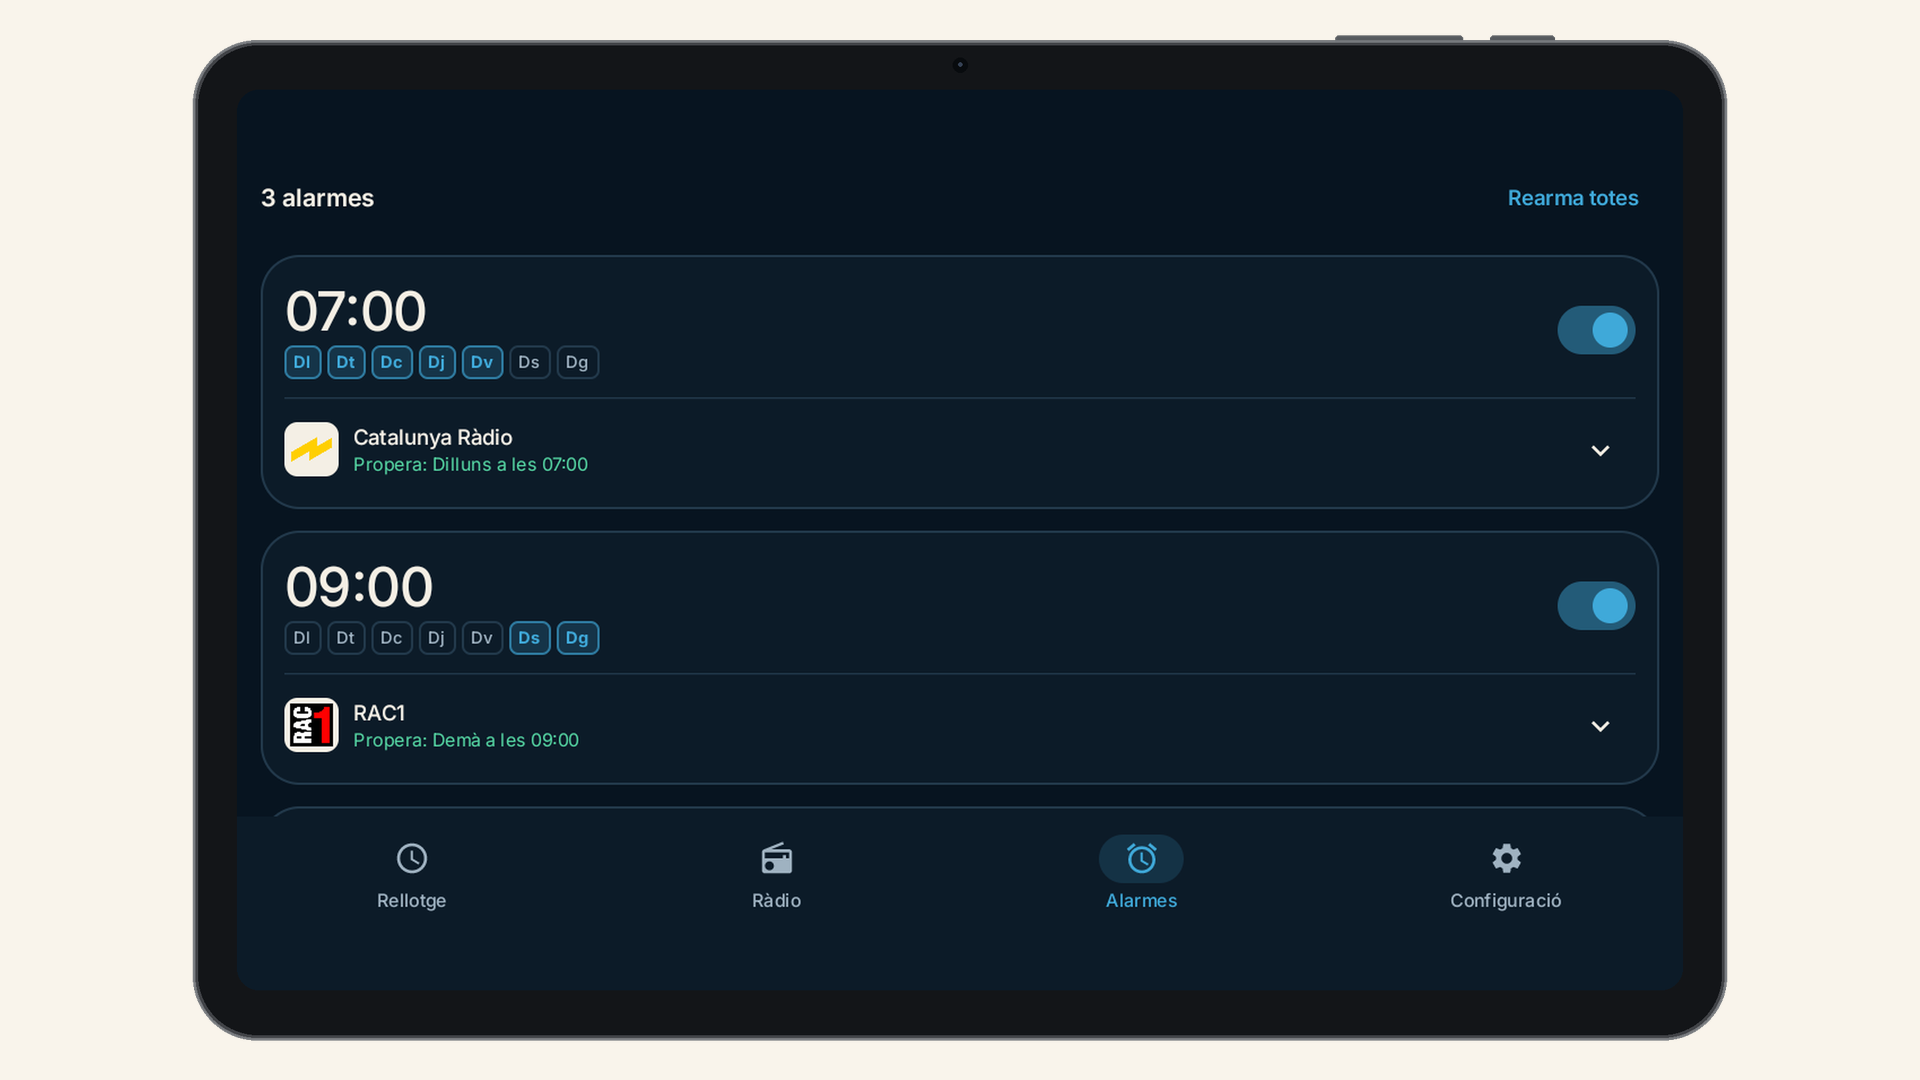 3 alarmes
Rearma totes
07:00
Dl Dt Dc Dj Dv Ds Dg
Catalunya Ràdio
Propera: Dilluns a les 07:00
09:00
Dl Dt Dc Dj Dv Ds Dg
RAC1
RAC1
Propera: Demà a les 09:00
Rellotge
Ràdio
Alarmes
Configuració